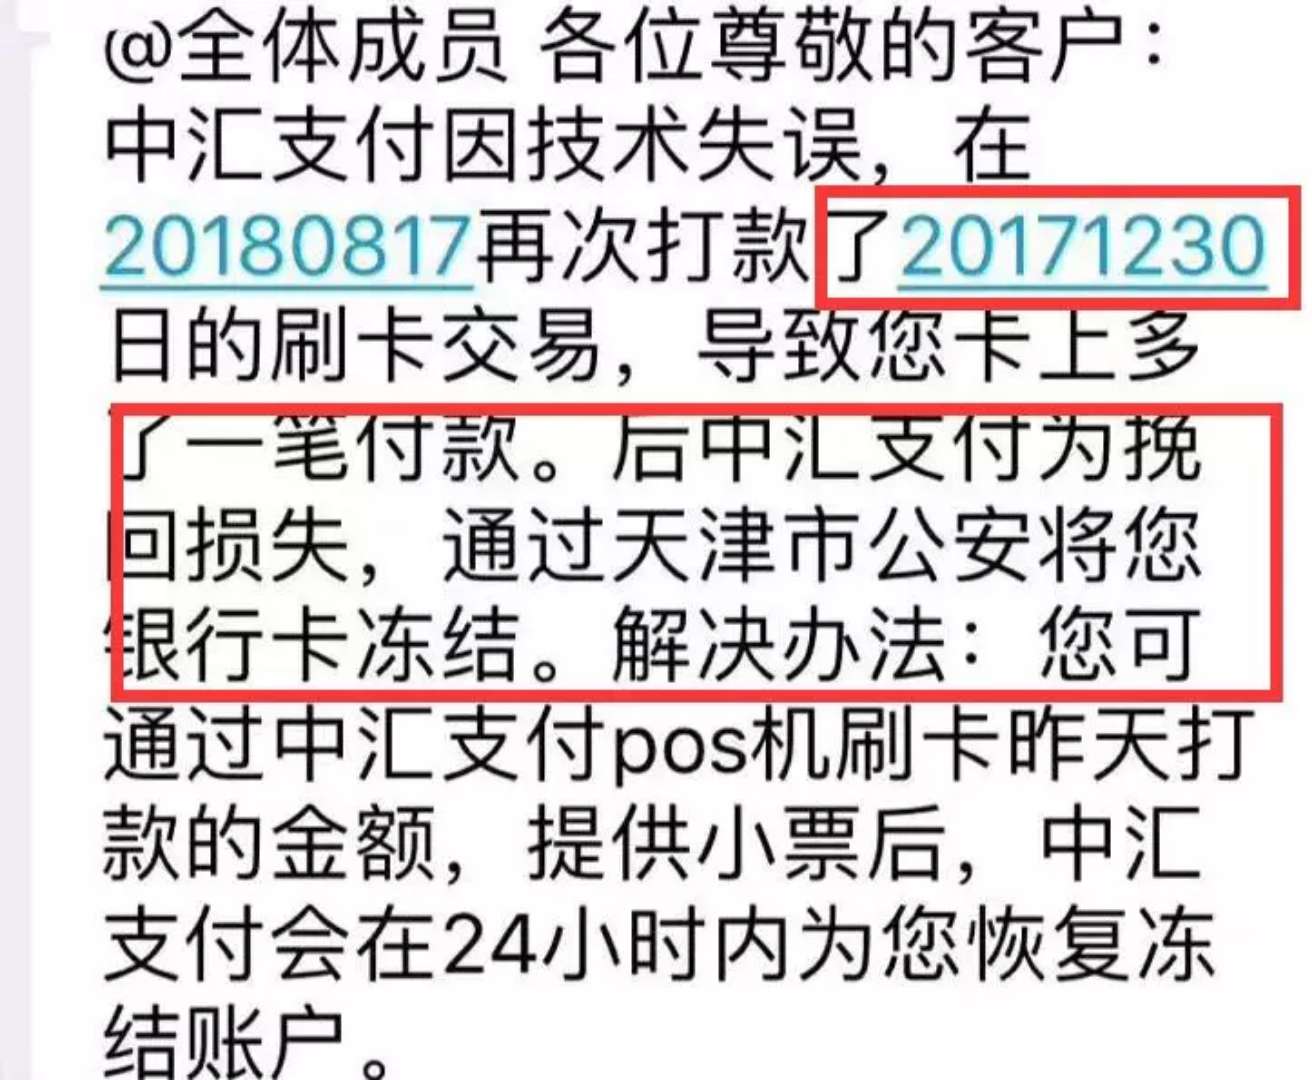 @全体成员 各位尊敬的客户：
中汇支付因技术失误，在
20180817再次打款了20171230
日的刷卡交易，导致您卡上多
了一笔付款。后中汇支付为挽
回损失，通过天津市公安将您
银行卡冻结。解决办法：您可
通过中汇支付pos机刷卡昨天打
款的金额，提供小票后，中汇
支付会在24小时内为您恢复冻
结账户。